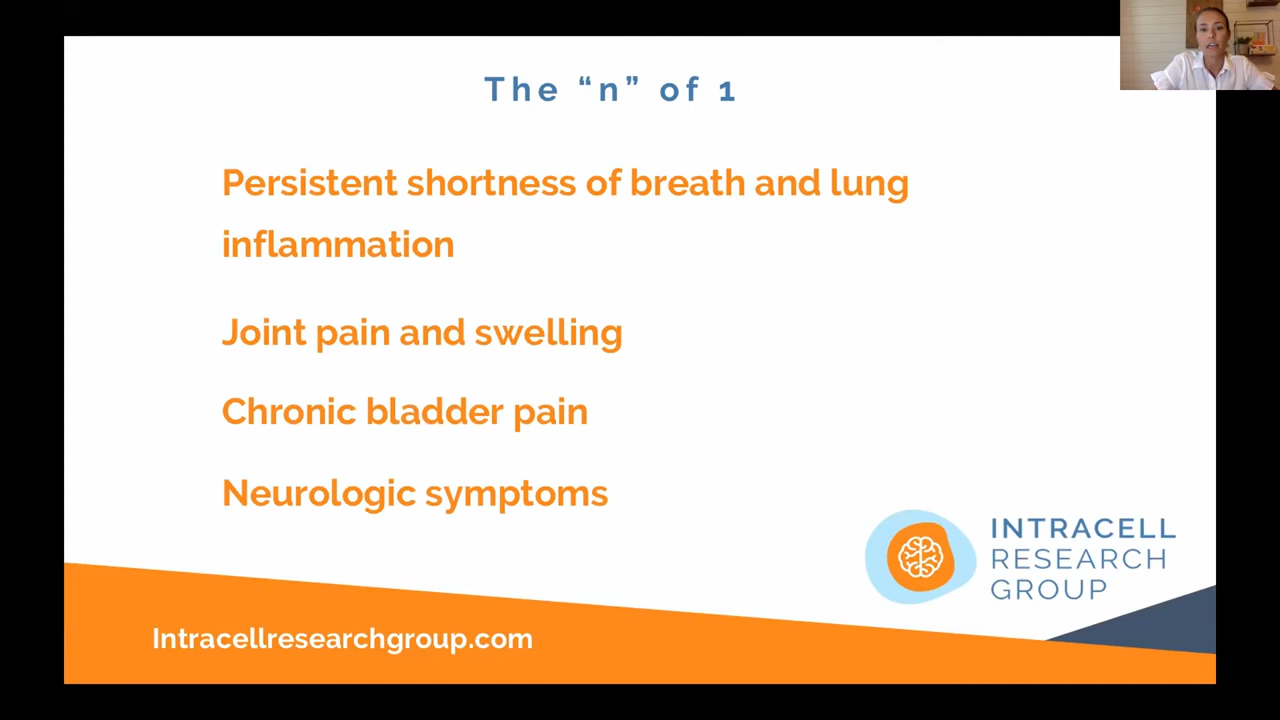 The “n” of 1
Persistent shortness of breath and lung
inflammation
Joint pain and swelling
Chronic bladder pain
Neurologic symptoms
INTRACELL
RESEARCH
GROUP
Intracellresearchgroup.com